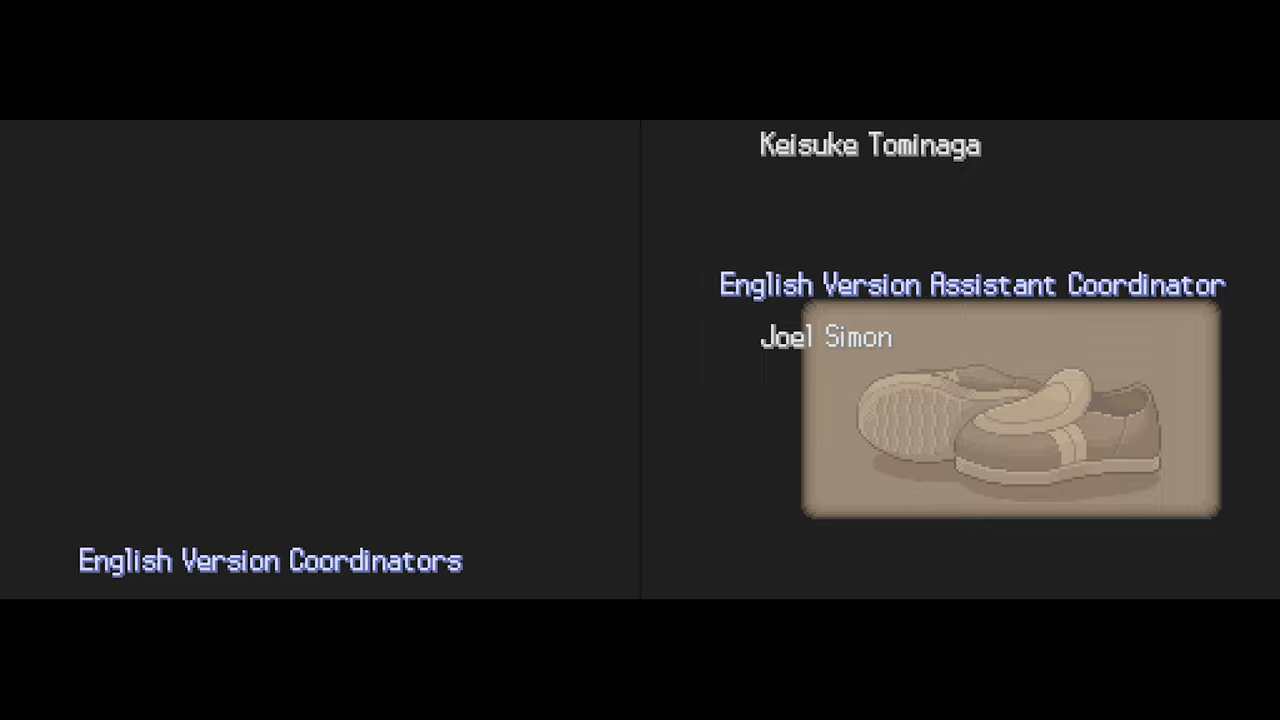 Keisuke Tominaga
English Version Assistant Coordinator
Joel Simon
English Version Coordinators